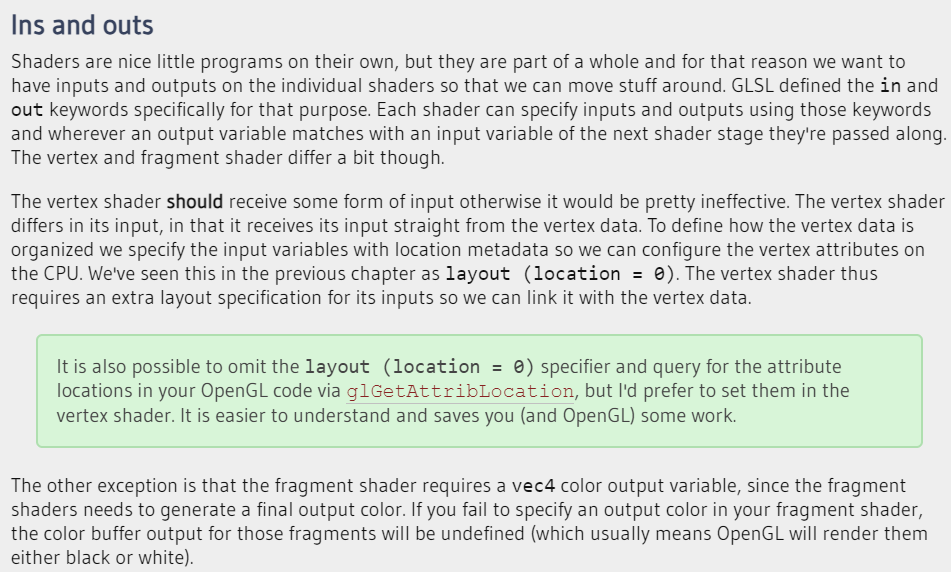 Ins and outs
Shaders are nice little programs on their own, but they are part of a whole and for that reason we want to
have inputs and outputs on the individual shaders so that we can move stuff around. GLSL defined the in and
out keywords specifically for that purpose. Each shader can specify inputs and outputs using those keywords
and wherever an output variable matches with an input variable of the next shader stage they're passed along.
The vertex and fragment shader differ a bit though.
The vertex shader should receive some form of input otherwise it would be pretty ineffective. The vertex shader
differs in its input, in that it receives its input straight from the vertex data. To define how the vertex data is
organized we specify the input variables with location metadata so we can configure the vertex attributes on
the CPU. We've seen this in the previous chapter as layout (location = 0). The vertex shader thus
requires an extra layout specification for its inputs so we can link it with the vertex data.
It is also possible to omit the layout (location = 0) specifier and query for the attribute
locations in your OpenGL code via glGetAttribLocation, but I'd prefer to set them in the
vertex shader. It is easier to understand and saves you (and OpenGL) some work.
The other exception is that the fragment shader requires a vec4 color output variable, since the fragment
shaders needs to generate a final output color. If you fail to specify an output color in your fragment shader,
the color buffer output for those fragments will be undefined (which usually means OpenGL will render them
either black or white).